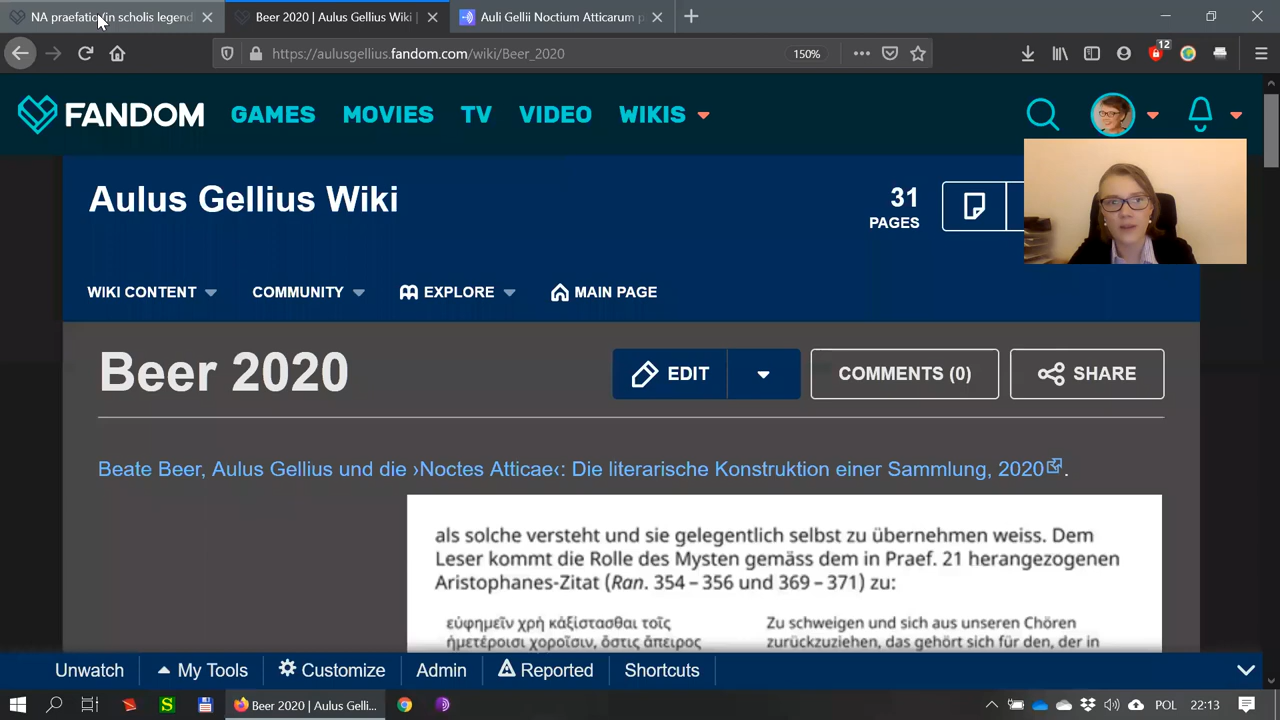 NA praefatio/in scholis legend
Beer 2020 | Aulus Gellius Wiki |
Auli Gellii Noctium Atticarum p
https://aulusgellius.fandom.com/wiki/Beer_2020
150%
12
FANDOM
GAMES
MOVIES
TV
VIDEO
WIKIS
Aulus Gellius Wiki
31
PAGES
WIKI CONTENT
COMMUNITY
EXPLORE
MAIN PAGE
Beer 2020
EDIT
COMMENTS (0)
SHARE
Beate Beer, Aulus Gellius und die ›Noctes Atticae‹: Die literarische Konstruktion einer Sammlung, 2020.
als solche versteht und sie gelegentlich selbst zu übernehmen weiss. Dem
Leser kommt die Rolle des Mysten gemäss dem in Praef. 21 herangezogenen
Aristophanes-Zitat (Ran. 354–356 und 369–371) zu:
εὐφημεῖν χρὴ κἀξίστασθαι τοῖς
ἡμετέροισι χοροῖσιν, ὅστις ἄπειρος
Zu schweigen und sich aus unseren Chören
zurückzuziehen, das gehört sich für den, der in
Unwatch
My Tools
Customize
Admin
Reported
Shortcuts
Beer 2020 | Aulus Gelli...
POL
22:13